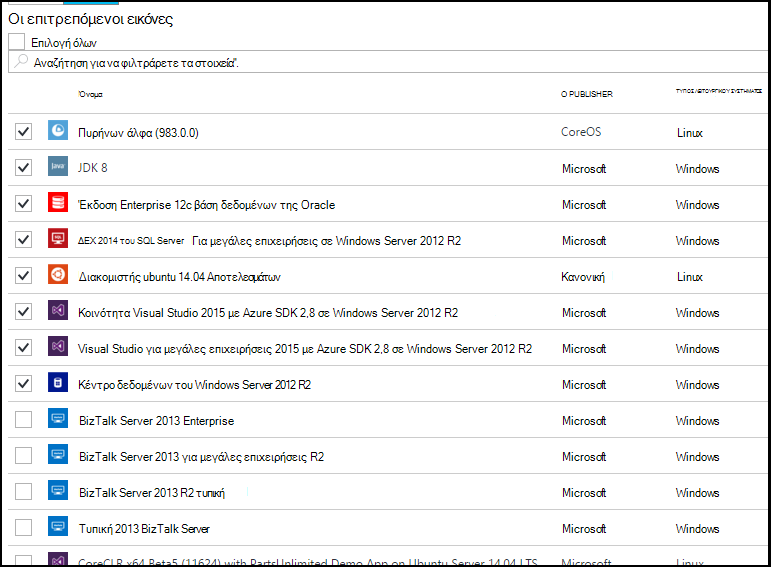 Οι επιτρεπόμενοι εικόνες
Επιλογή όλων
Αναζήτηση για να φιλτράρετε τα στοιχεία".
Όνομα Ο PUBLISHER ΤΥΠΟΣ ΛΕΙΤΟΥΡΓΙΚΟΥ ΣΥΣΤΗΜΑΤΟΣ
Πυρήνων άλφα (983.0.0) CoreOS Linux
Java JDK 8 Microsoft Windows
Έκδοση Enterprise 12c βάση δεδομένων της Oracle Microsoft Windows
ΔΕΧ 2014 του SQL Server Για μεγάλες επιχειρήσεις σε Windows Server 2012 R2 Microsoft Windows
Διακομιστής ubuntu 14.04 Αποτελεσμάτων Κανονική Linux
Κοινότητα Visual Studio 2015 με Azure SDK 2,8 σε Windows Server 2012 R2 Microsoft Windows
Visual Studio για μεγάλες επιχειρήσεις 2015 με Azure SDK 2,8 σε Windows Server 2012 R2 Microsoft Windows
Κέντρο δεδομένων του Windows Server 2012 R2 Microsoft Windows
BizTalk Server 2013 Enterprise Microsoft Windows
BizTalk Server 2013 για μεγάλες επιχειρήσεις R2 Microsoft Windows
BizTalk Server 2013 R2 τυπική Microsoft Windows
Τυπική 2013 BizTalk Server Microsoft Windows
CoreCLR x64 Beta5 (11624) with PartsUnlimited Demo App on Ubuntu Server 14.04 LTS Microsoft Linux